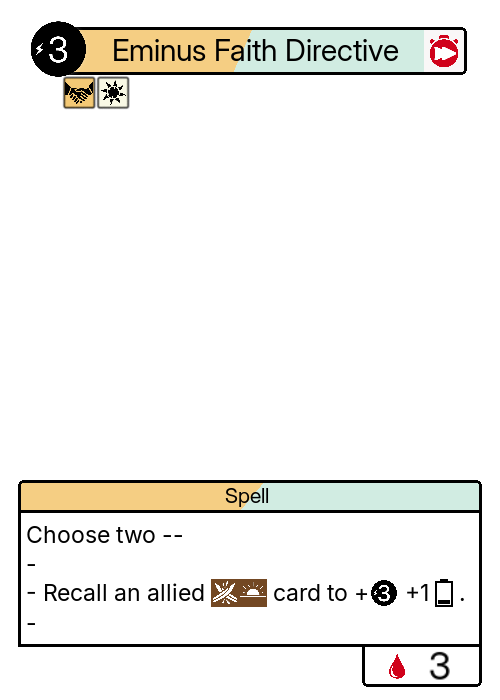 3 Eminus Faith Directive
Spell
Choose two --
-
- Recall an allied card to +3 +1 .
-
3